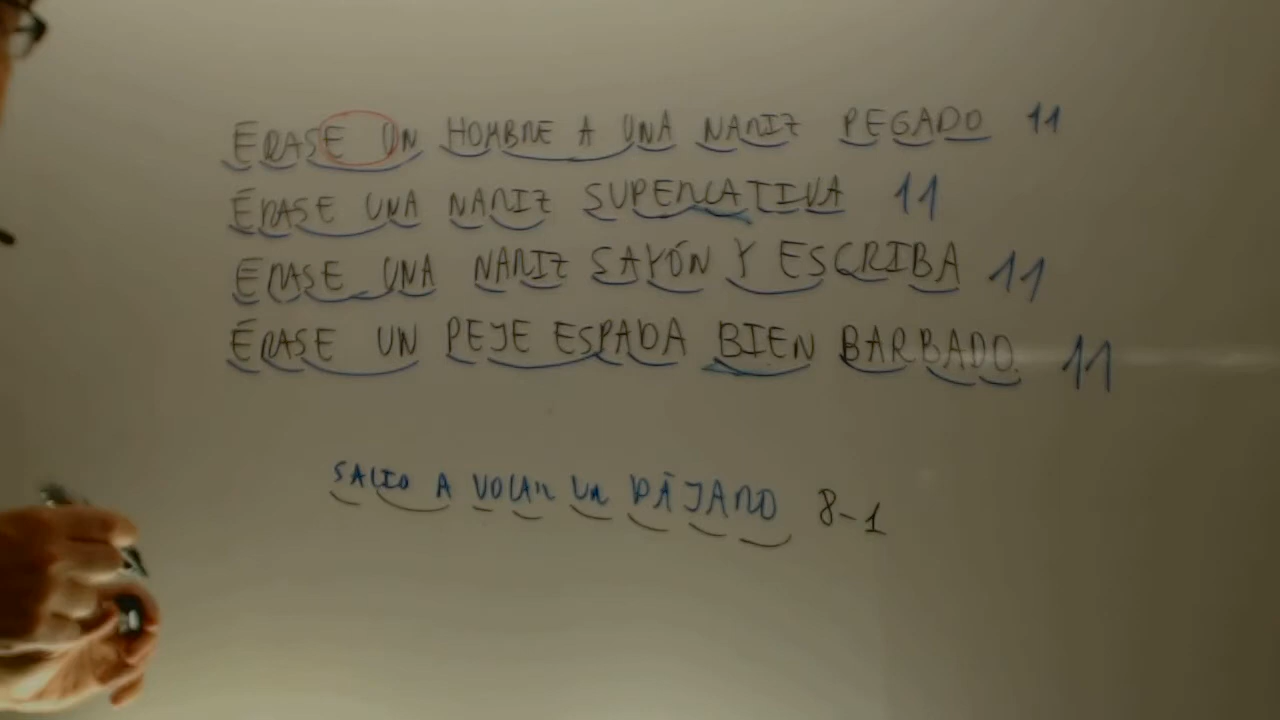 ÉRASE UN HOMBRE A UNA NARIZ PEGADO 11
ÉRASE UNA NARIZ SUPERLATIVA 11
ÉRASE UNA NARIZ SAYÓN Y ESCRIBA 11
ÉRASE UN PEJE ESPADA BIEN BARBADO. 11
SALIO A VOLAR UN PÁJARO 8-1